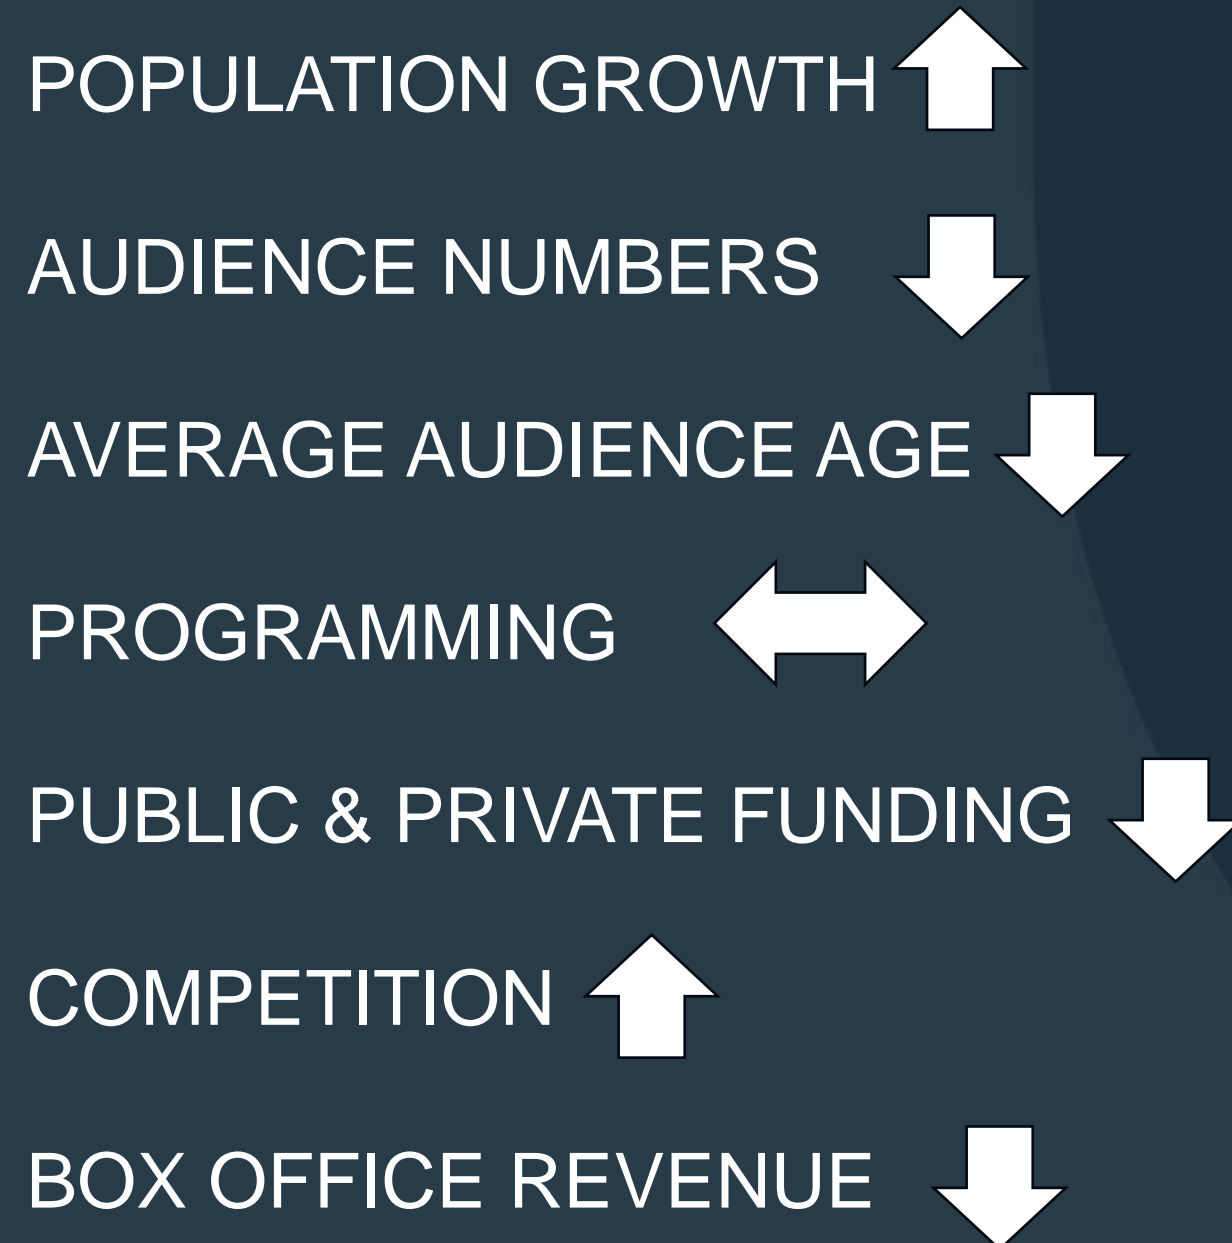 POPULATION GROWTH
AUDIENCE NUMBERS
AVERAGE AUDIENCE AGE
PROGRAMMING
PUBLIC & PRIVATE FUNDING
COMPETITION
BOX OFFICE REVENUE